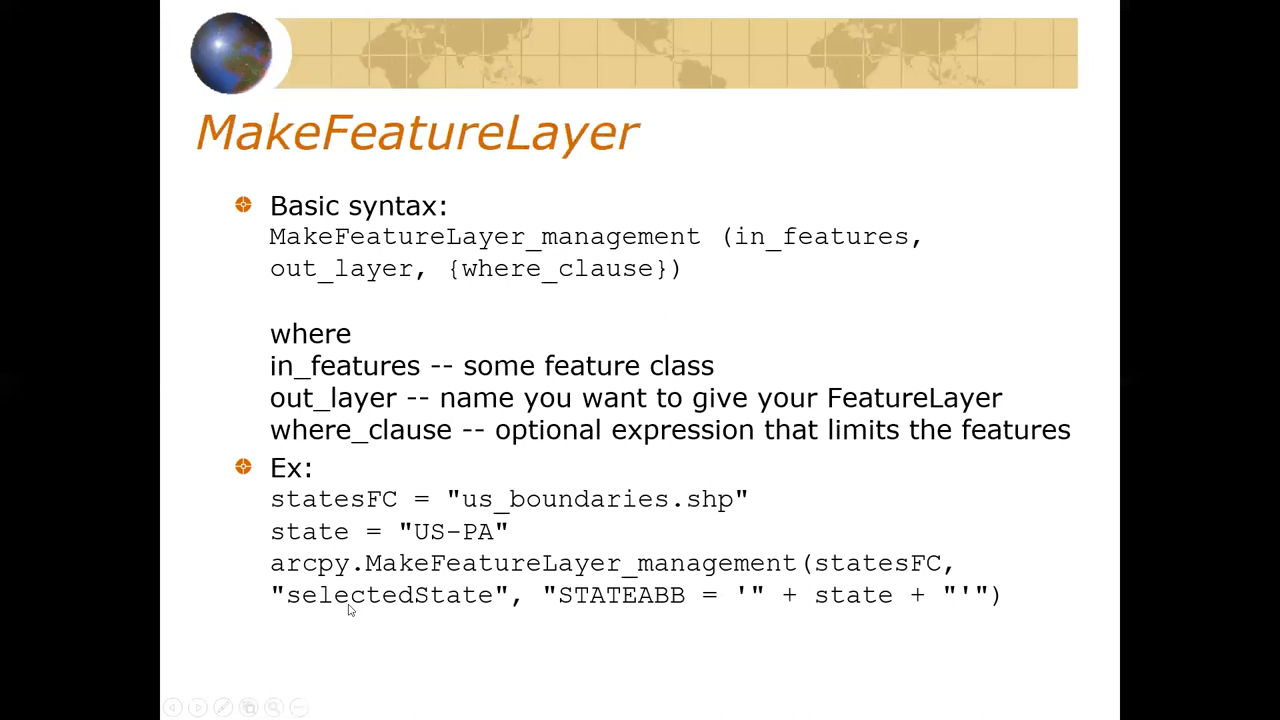 MakeFeatureLayer
Basic syntax:
MakeFeatureLayer_management (in_features,
out_layer, {where_clause})
where
in_features -- some feature class
out_layer -- name you want to give your FeatureLayer
where_clause -- optional expression that limits the features
Ex:
statesFC = "us_boundaries.shp"
state = "US-PA"
arcpy.MakeFeatureLayer_management(statesFC,
"selectedState", "STATEABB = '" + state + "'")